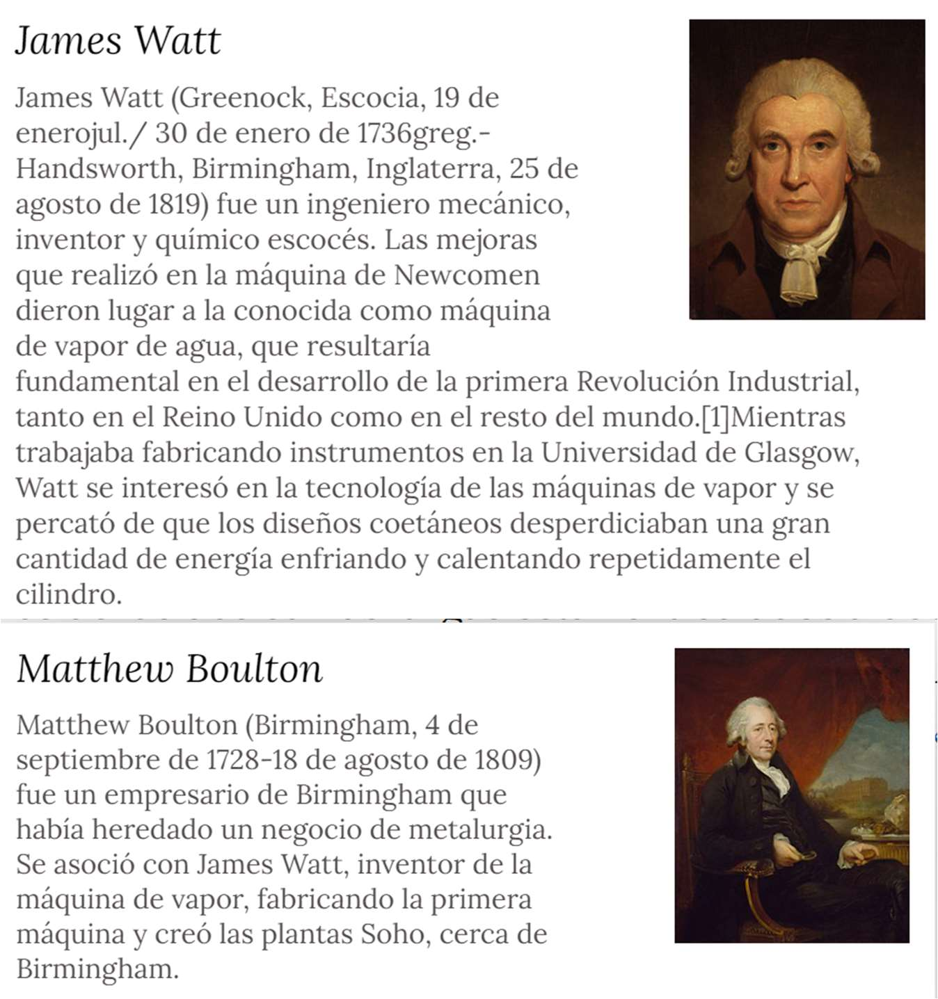 James Watt
James Watt (Greenock, Escocia, 19 de
enerojul./ 30 de enero de 1736greg.-
Handsworth, Birmingham, Inglaterra, 25 de
agosto de 1819) fue un ingeniero mecánico,
inventor y químico escocés. Las mejoras
que realizó en la máquina de Newcomen
dieron lugar a la conocida como máquina
de vapor de agua, que resultaría
fundamental en el desarrollo de la primera Revolución Industrial,
tanto en el Reino Unido como en el resto del mundo.[1]Mientras
trabajaba fabricando instrumentos en la Universidad de Glasgow,
Watt se interesó en la tecnología de las máquinas de vapor y se
percató de que los diseños coetáneos desperdiciaban una gran
cantidad de energía enfriando y calentando repetidamente el
cilindro.
Matthew Boulton
Matthew Boulton (Birmingham, 4 de
septiembre de 1728-18 de agosto de 1809)
fue un empresario de Birmingham que
había heredado un negocio de metalurgia.
Se asoció con James Watt, inventor de la
máquina de vapor, fabricando la primera
máquina y creó las plantas Soho, cerca de
Birmingham.